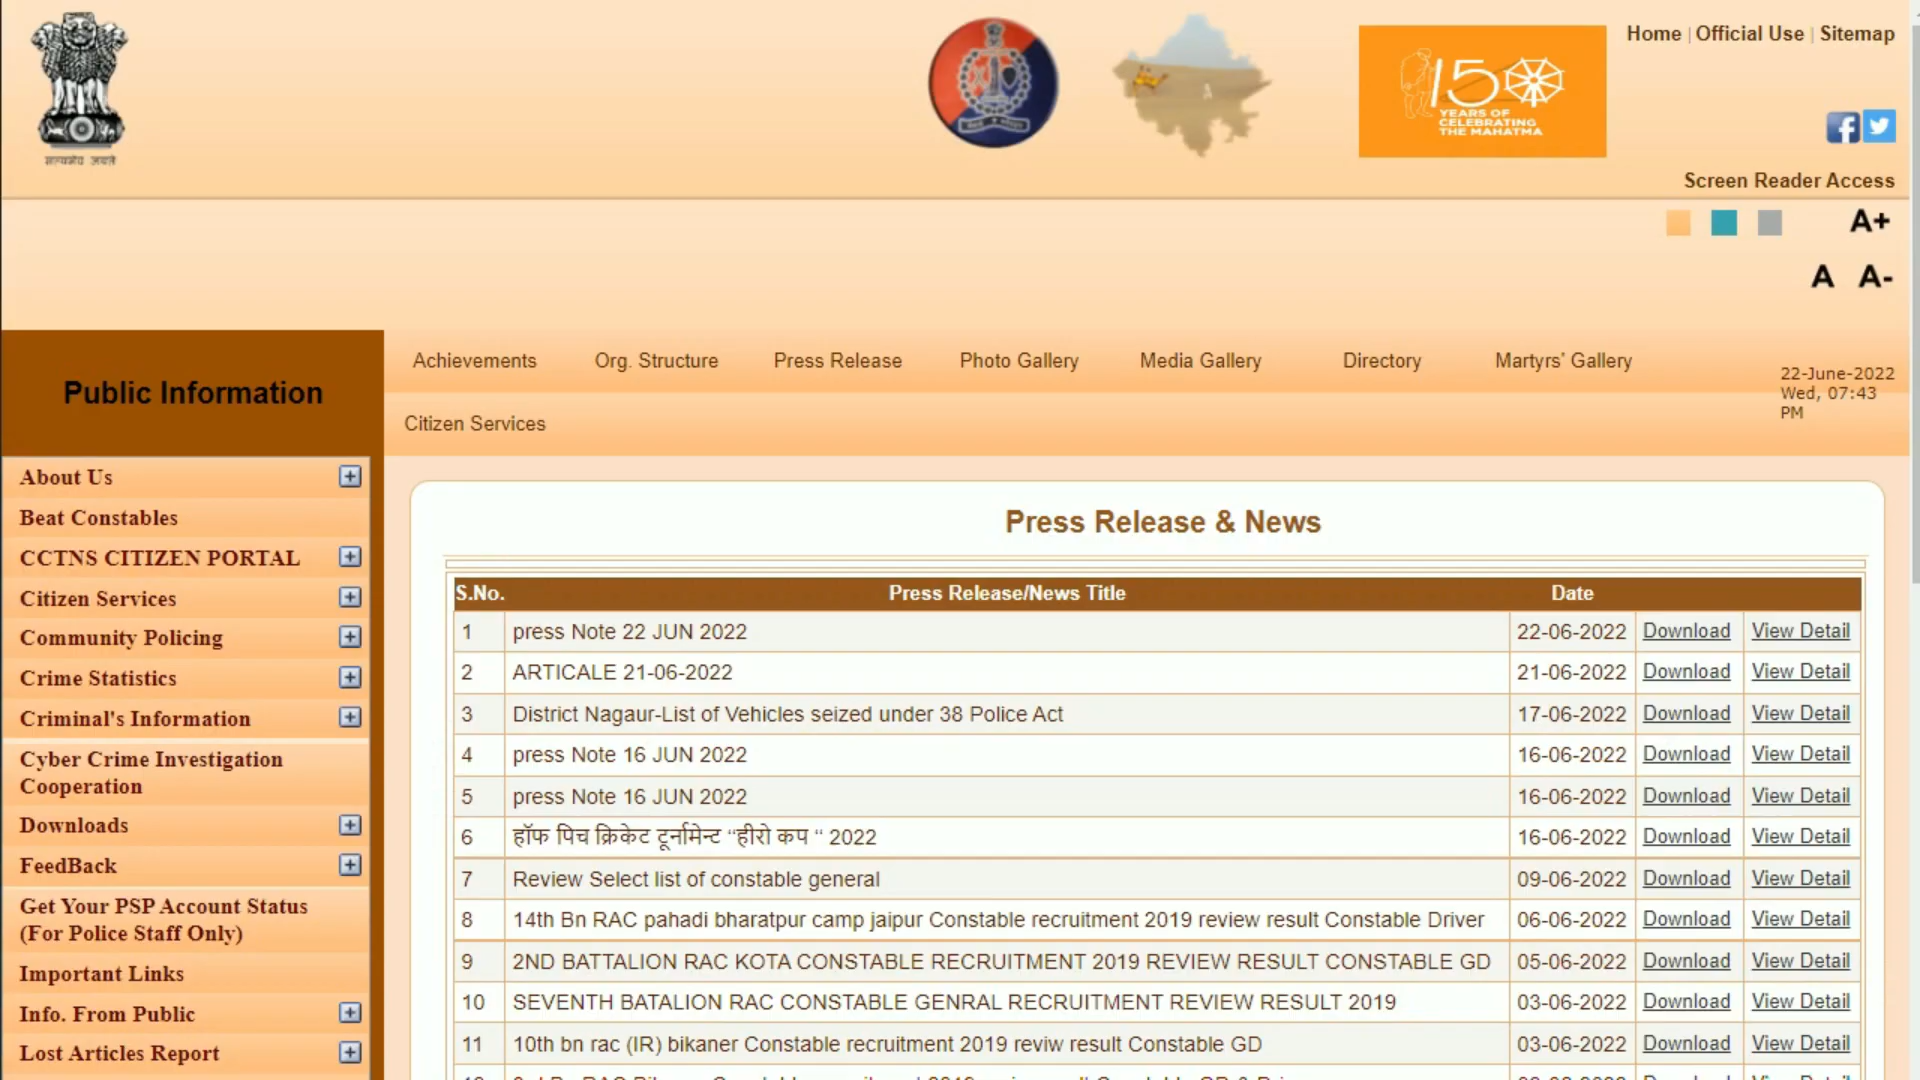 सत्यमेव जयते
150
YEARS OF
CELEBRATING
THE MAHATMA
Home | Official Use | Sitemap
Screen Reader Access
A+
A A-
Public Information
Achievements Org. Structure Press Release Photo Gallery Media Gallery Directory Martyrs' Gallery
Citizen Services
22-June-2022
Wed, 07:43
PM
About Us
Beat Constables
CCTNS CITIZEN PORTAL
Citizen Services
Community Policing
Crime Statistics
Criminal's Information
Cyber Crime Investigation
Cooperation
Downloads
FeedBack
Get Your PSP Account Status
(For Police Staff Only)
Important Links
Info. From Public
Lost Articles Report
Press Release & News
S.No. Press Release/News Title Date
1 press Note 22 JUN 2022 22-06-2022 Download View Detail
2 ARTICALE 21-06-2022 21-06-2022 Download View Detail
3 District Nagaur-List of Vehicles seized under 38 Police Act 17-06-2022 Download View Detail
4 press Note 16 JUN 2022 16-06-2022 Download View Detail
5 press Note 16 JUN 2022 16-06-2022 Download View Detail
6 हॉफ पिच क्रिकेट टूर्नामेन्ट “हीरो कप “ 2022 16-06-2022 Download View Detail
7 Review Select list of constable general 09-06-2022 Download View Detail
8 14th Bn RAC pahadi bharatpur camp jaipur Constable recruitment 2019 review result Constable Driver 06-06-2022 Download View Detail
9 2ND BATTALION RAC KOTA CONSTABLE RECRUITMENT 2019 REVIEW RESULT CONSTABLE GD 05-06-2022 Download View Detail
10 SEVENTH BATALION RAC CONSTABLE GENRAL RECRUITMENT REVIEW RESULT 2019 03-06-2022 Download View Detail
11 10th bn rac (IR) bikaner Constable recruitment 2019 reviw result Constable GD 03-06-2022 Download View Detail